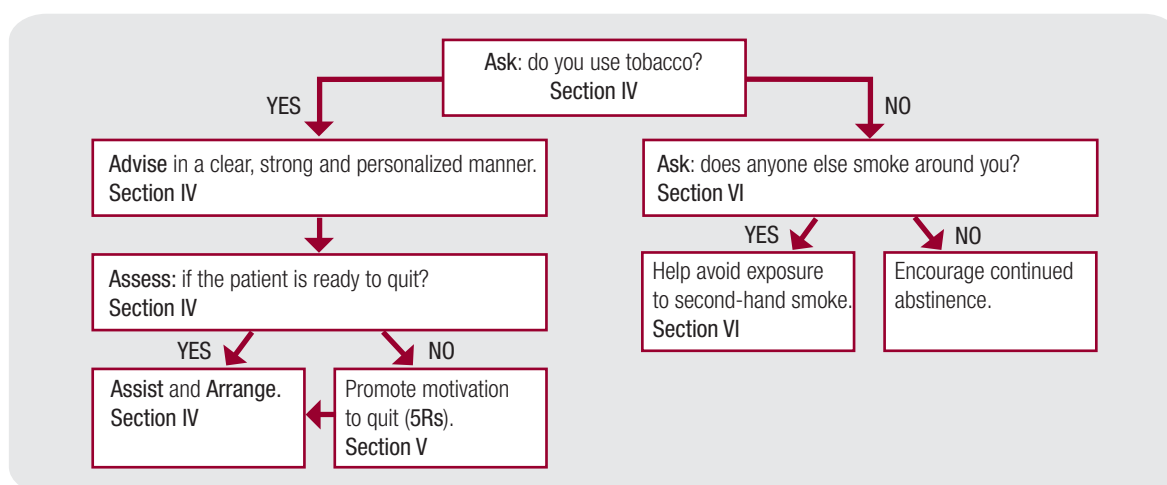 Ask: do you use tobacco?
Section IV
YES
NO
Advise in a clear, strong and personalized manner.
Section IV
Ask: does anyone else smoke around you?
Section VI
Assess: if the patient is ready to quit?
Section IV
YES
NO
Help avoid exposure
to second-hand smoke.
Section VI
Encourage continued
abstinence.
YES
NO
Assist and Arrange.
Section IV
Promote motivation
to quit (5Rs).
Section V